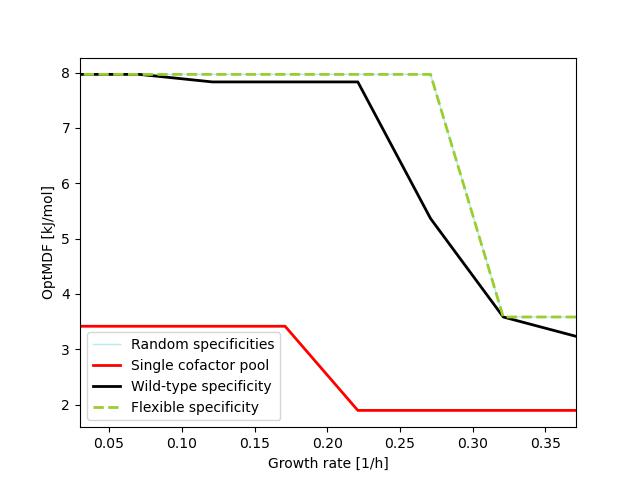 8
7
6
5
4
3
2
OptMDF [kJ/mol]
Random specificities
Single cofactor pool
Wild-type specificity
Flexible specificity
0.05 0.10 0.15 0.20 0.25 0.30 0.35
Growth rate [1/h]